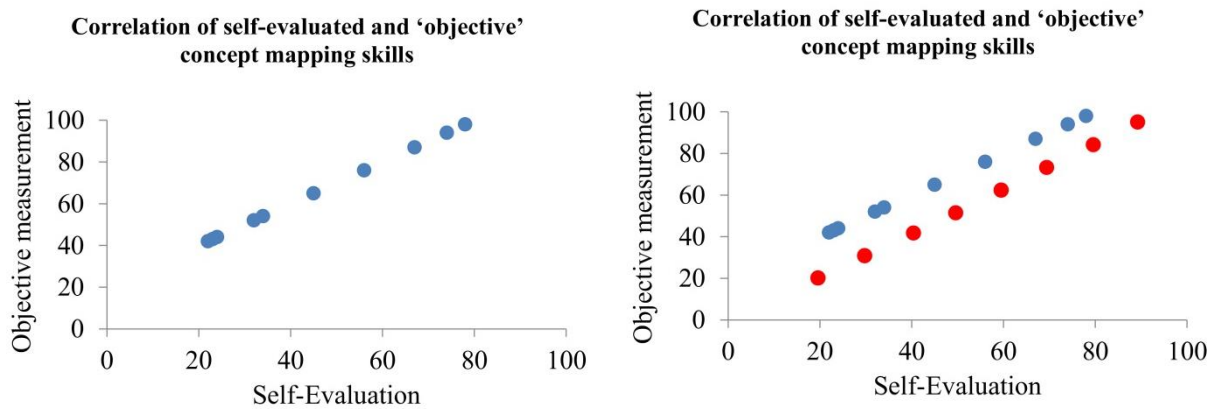 Correlation of self-evaluated and ‘objective’
concept mapping skills
Objective measurement
100
80
60
40
20
0
0 20 40 60 80 100
Self-Evaluation
Correlation of self-evaluated and ‘objective’
concept mapping skills
Objective measurement
100
80
60
40
20
0
0 20 40 60 80 100
Self-Evaluation